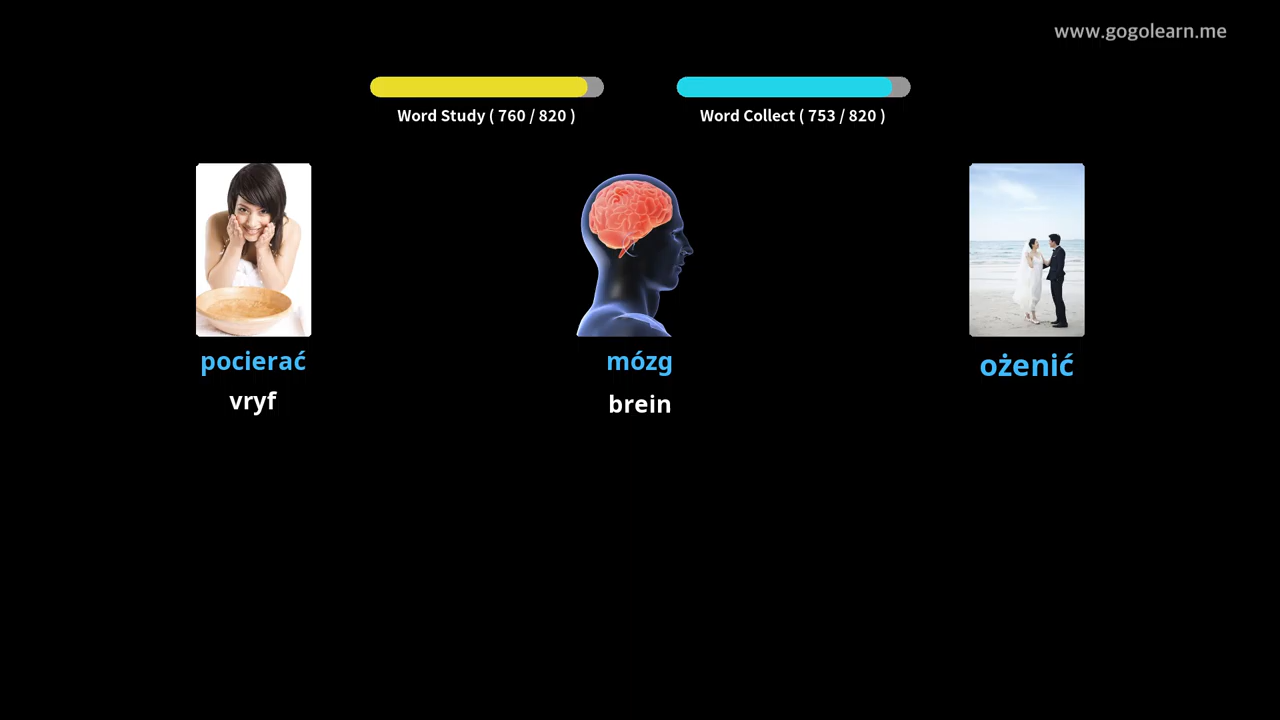 www.gogolearn.me
Word Study ( 760 / 820 )
Word Collect ( 753 / 820 )
pocierać
mózg
ożenić
vryf
brein